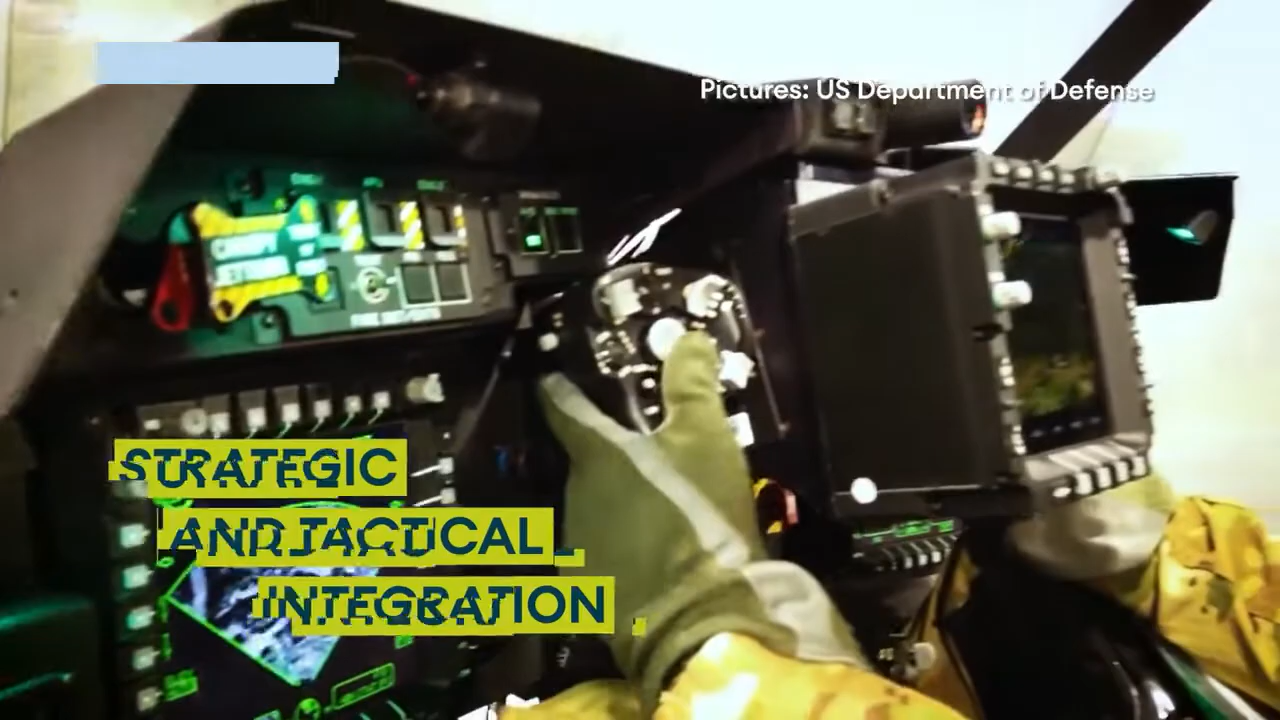 Pictures: US Department of Defense
CANOPY
JETTISON
STRATEGIC
AND TACTICAL
INTEGRATION